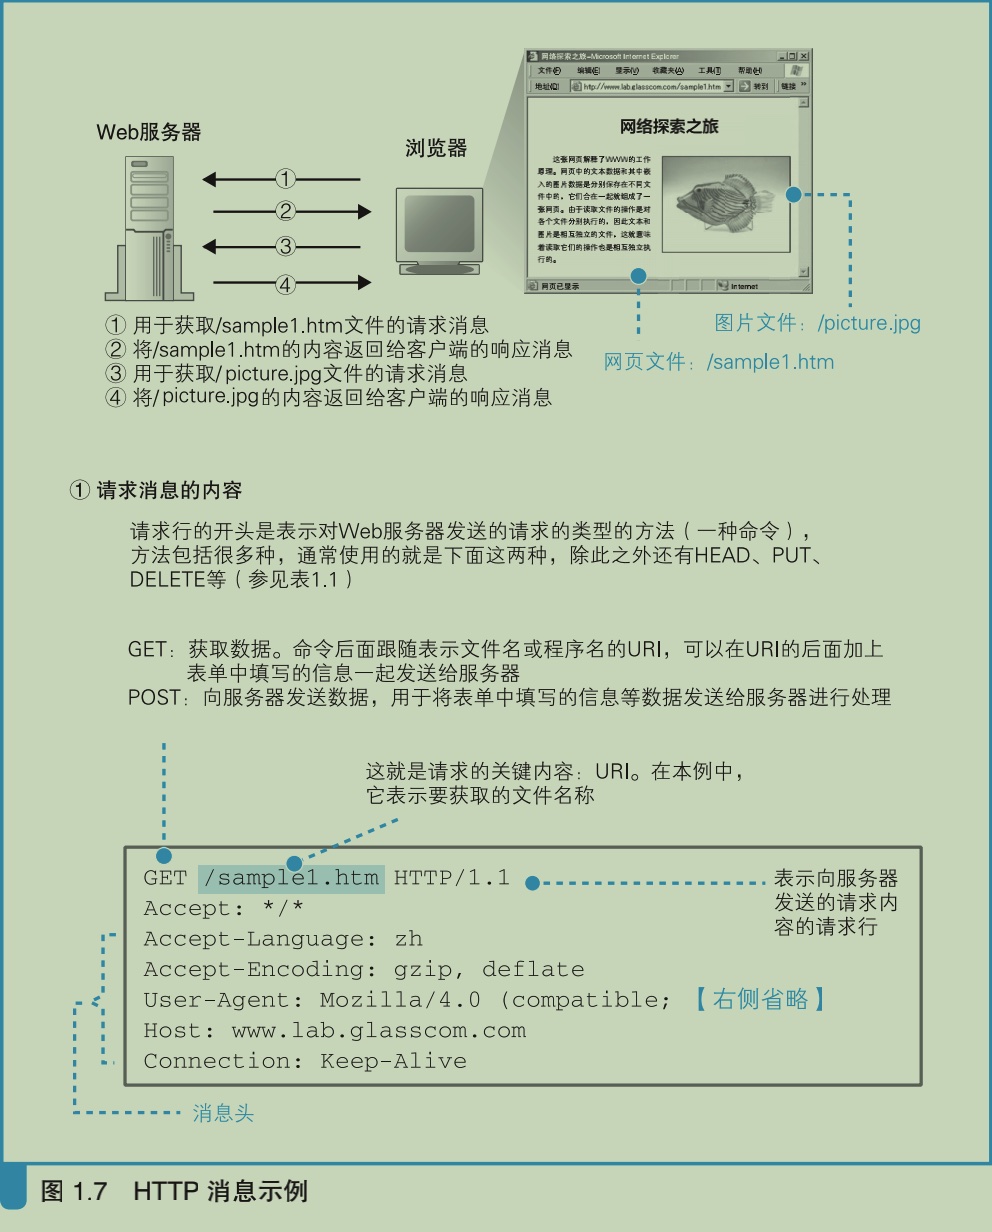 网络探索之旅-Microsoft Internet Explorer
文件(F) 编辑(E) 显示(V) 收藏夹(A) 工具(T) 帮助(H)
地址(D) http://www.lab.glasscom.com/sample1.htm 转到 链接 »
Web服务器
浏览器
网络探索之旅
这张网页解释了WWW的工作
原理。网页中的文本数据和其中嵌
入的图片数据是分别保存在不同文
件中的，它们合在一起就组成了一
张网页。由于读取文件的操作是对
各个文件分别执行的，因此文本和
图片是相互独立的文件，这就意味
着读取它们的操作也是相互独立执
行的。
①
②
③
④
网页已显示 Internet
图片文件：/picture.jpg
网页文件：/sample1.htm
① 用于获取/sample1.htm文件的请求消息
② 将/sample1.htm的内容返回给客户端的响应消息
③ 用于获取/picture.jpg文件的请求消息
④ 将/picture.jpg的内容返回给客户端的响应消息
① 请求消息的内容
请求行的开头是表示对Web服务器发送的请求的类型的方法（一种命令），
方法包括很多种，通常使用的就是下面这两种，除此之外还有HEAD、PUT、
DELETE等（参见表1.1）
GET：获取数据。命令后面跟随表示文件名或程序名的URI，可以在URI的后面加上
表单中填写的信息一起发送给服务器
POST：向服务器发送数据，用于将表单中填写的信息等数据发送给服务器进行处理
这就是请求的关键内容：URI。在本例中，
它表示要获取的文件名称
GET /sample1.htm HTTP/1.1
表示向服务器
发送的请求内
容的请求行
Accept: */*
Accept-Language: zh
Accept-Encoding: gzip, deflate
User-Agent: Mozilla/4.0 (compatible; 【右侧省略】
Host: www.lab.glasscom.com
Connection: Keep-Alive
消息头
图 1.7 HTTP 消息示例